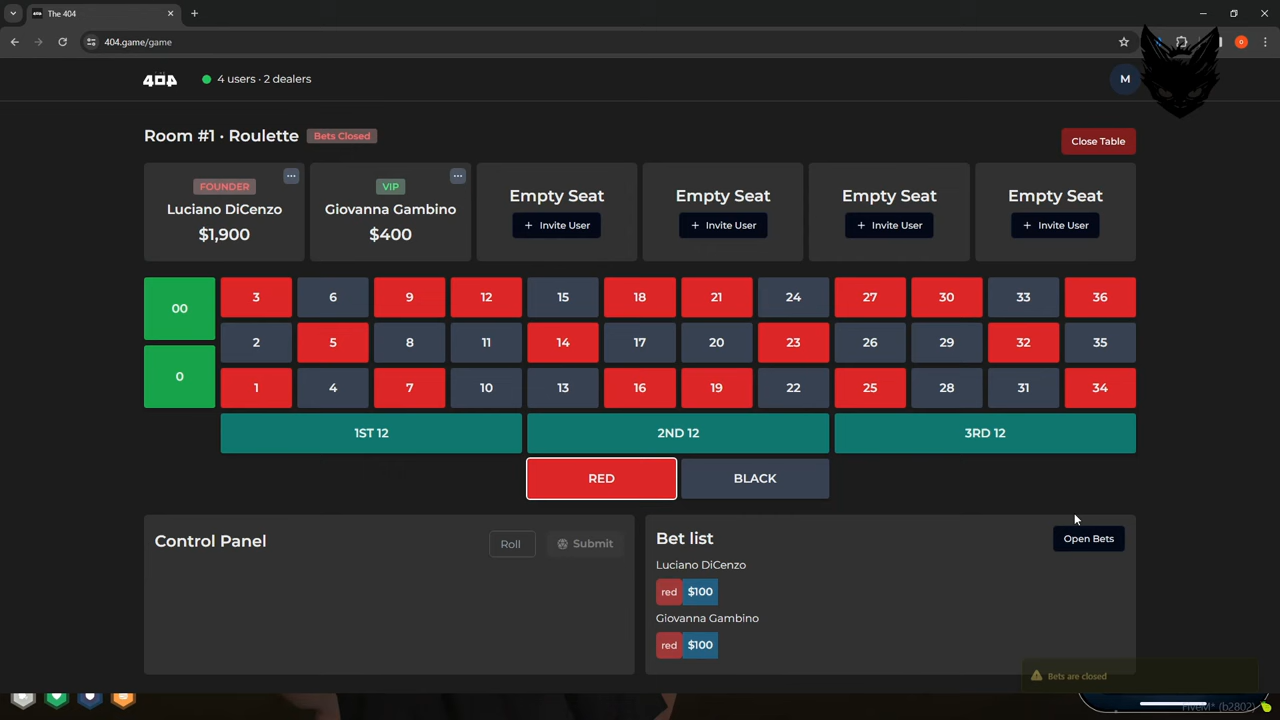 The 404
404.game/game
404
4 users · 2 dealers
M
Room #1 · Roulette
Bets Closed
Close Table
FOUNDER
Luciano DiCenzo
$1,900
VIP
Giovanna Gambino
$400
Empty Seat
+ Invite User
Empty Seat
+ Invite User
Empty Seat
+ Invite User
Empty Seat
+ Invite User
00
3 6 9 12 15 18 21 24 27 30 33 36
2 5 8 11 14 17 20 23 26 29 32 35
0
1 4 7 10 13 16 19 22 25 28 31 34
1ST 12 2ND 12 3RD 12
RED BLACK
Control Panel
Roll
Submit
Bet list
Open Bets
Luciano DiCenzo
red $100
Giovanna Gambino
red $100
Bets are closed
FiveM* (b2802)